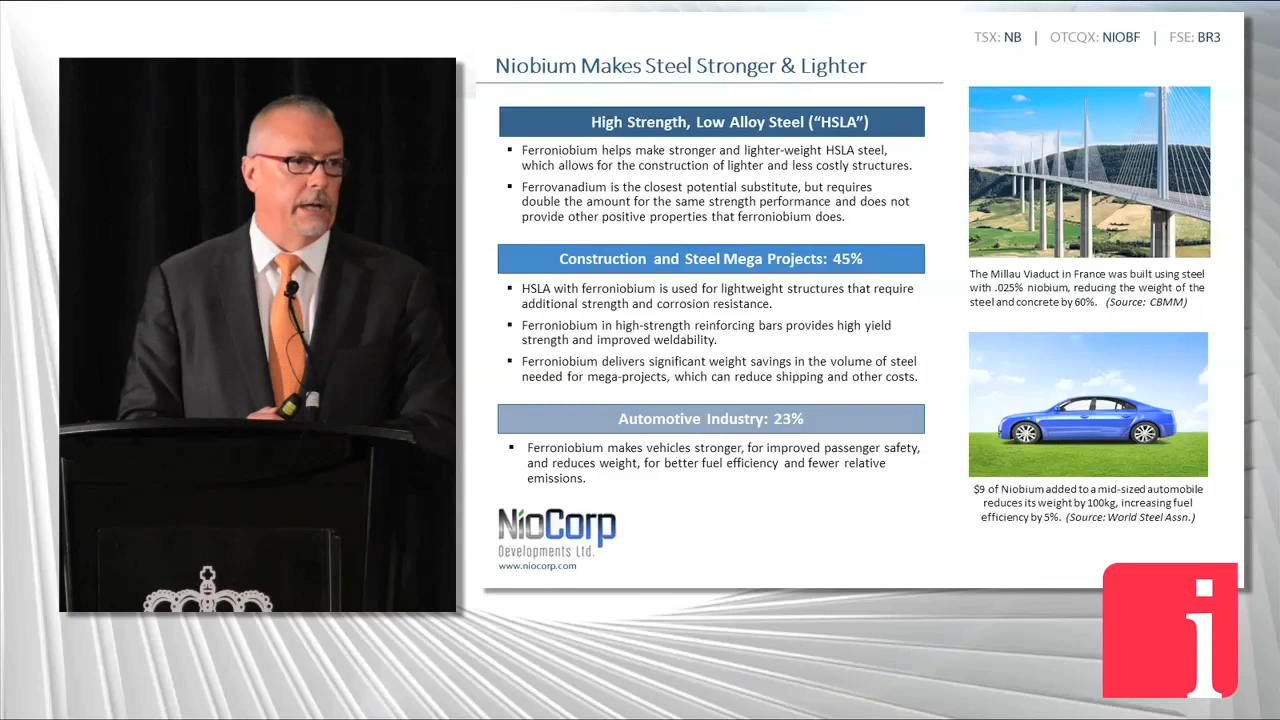 TSX: NB | OTCQX: NIOBF | FSE: BR3
Niobium Makes Steel Stronger & Lighter
High Strength, Low Alloy Steel (“HSLA”)
▪ Ferroniobium helps make stronger and lighter-weight HSLA steel,
which allows for the construction of lighter and less costly structures.
▪ Ferrovanadium is the closest potential substitute, but requires
double the amount for the same strength performance and does not
provide other positive properties that ferroniobium does.
Construction and Steel Mega Projects: 45%
▪ HSLA with ferroniobium is used for lightweight structures that require
additional strength and corrosion resistance.
▪ Ferroniobium in high-strength reinforcing bars provides high yield
strength and improved weldability.
▪ Ferroniobium delivers significant weight savings in the volume of steel
needed for mega-projects, which can reduce shipping and other costs.
Automotive Industry: 23%
▪ Ferroniobium makes vehicles stronger, for improved passenger safety,
and reduces weight, for better fuel efficiency and fewer relative
emissions.
NioCorp
Developments Ltd.
www.niocorp.com
The Millau Viaduct in France was built using steel
with .025% niobium, reducing the weight of the
steel and concrete by 60%. (Source: CBMM)
$9 of Niobium added to a mid-sized automobile
reduces its weight by 100kg, increasing fuel
efficiency by 5%. (Source: World Steel Assn.)
i